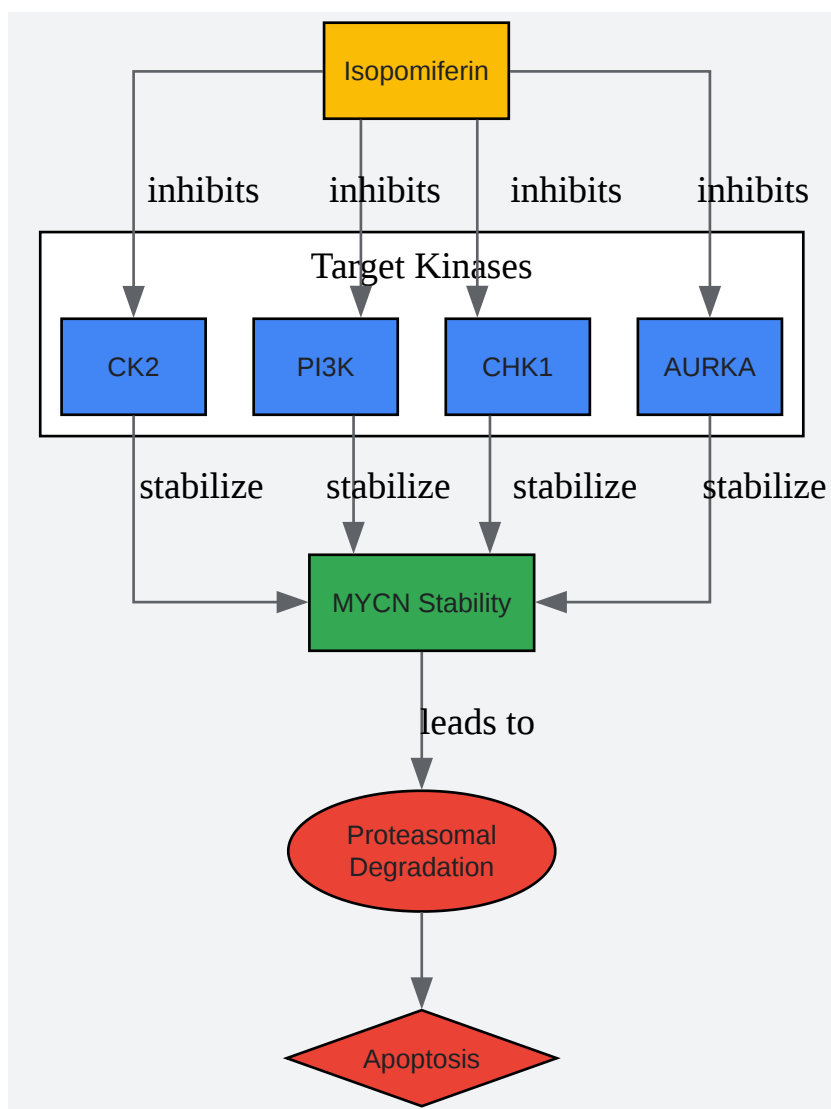 Isopomiferin
inhibits inhibits inhibits inhibits
Target Kinases
CK2 PI3K CHK1 AURKA
stabilize stabilize stabilize stabilize
MYCN Stability
leads to
Proteasomal
Degradation
Apoptosis